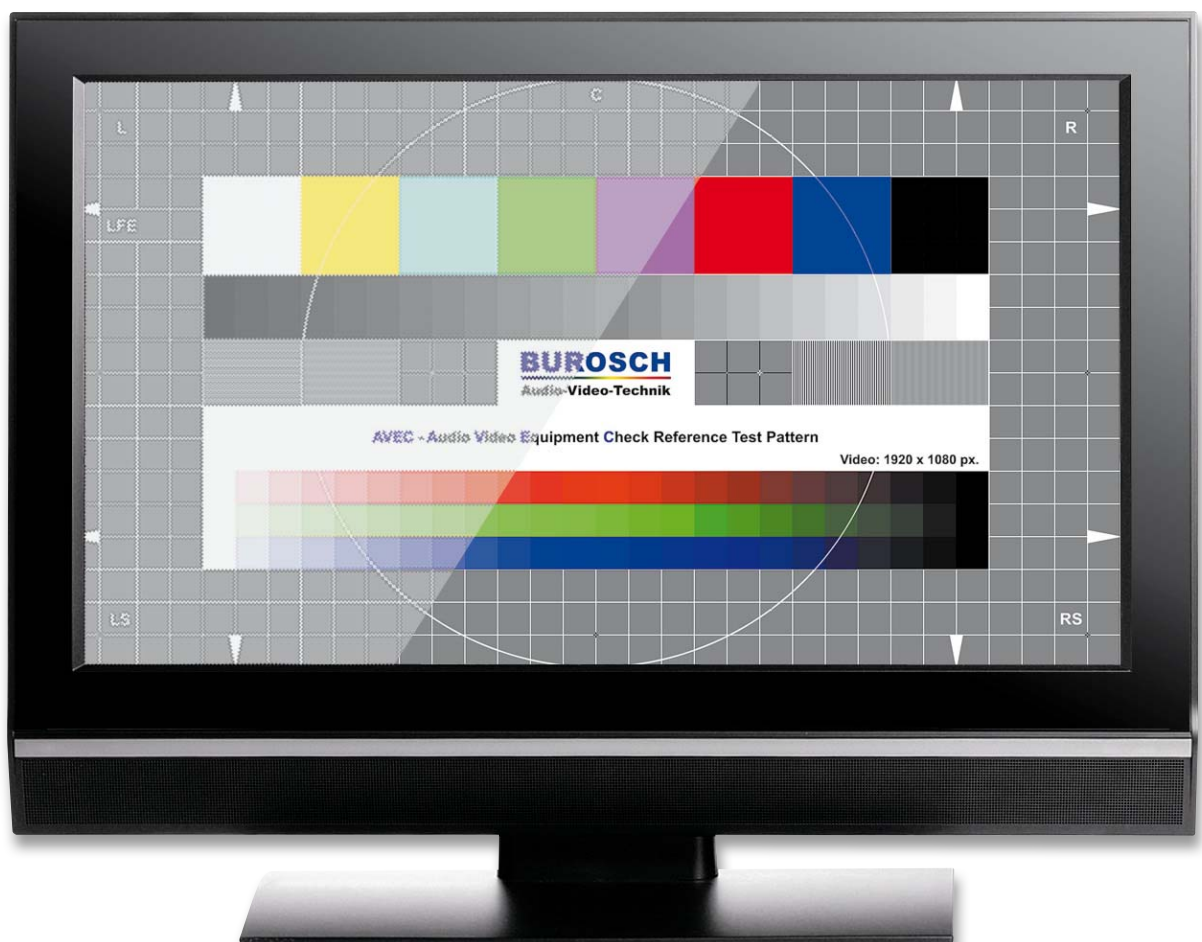 C
L
R
LFE
BUROSCH
Audio-Video-Technik
AVEC - Audio Video Equipment Check Reference Test Pattern
Video: 1920 x 1080 px.
LS
RS